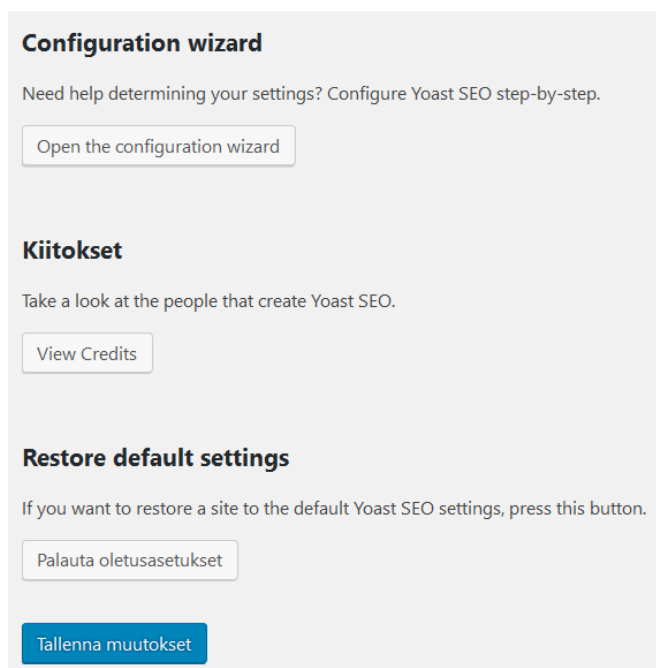 Configuration wizard
Need help determining your settings? Configure Yoast SEO step-by-step.
Open the configuration wizard
Kiitokset
Take a look at the people that create Yoast SEO.
View Credits
Restore default settings
If you want to restore a site to the default Yoast SEO settings, press this button.
Palauta oletusasetukset
Tallenna muutokset